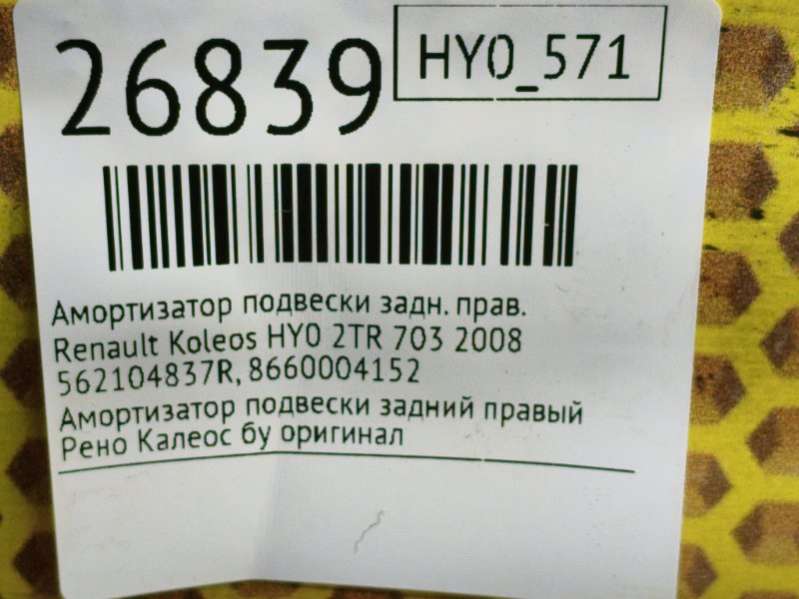 26839
HY0_571
Амортизатор подвески задн. прав.
Renault Koleos HY0 2TR 703 2008
562104837R, 8660004152
Амортизатор подвески задний правый
Рено Калеос бу оригинал